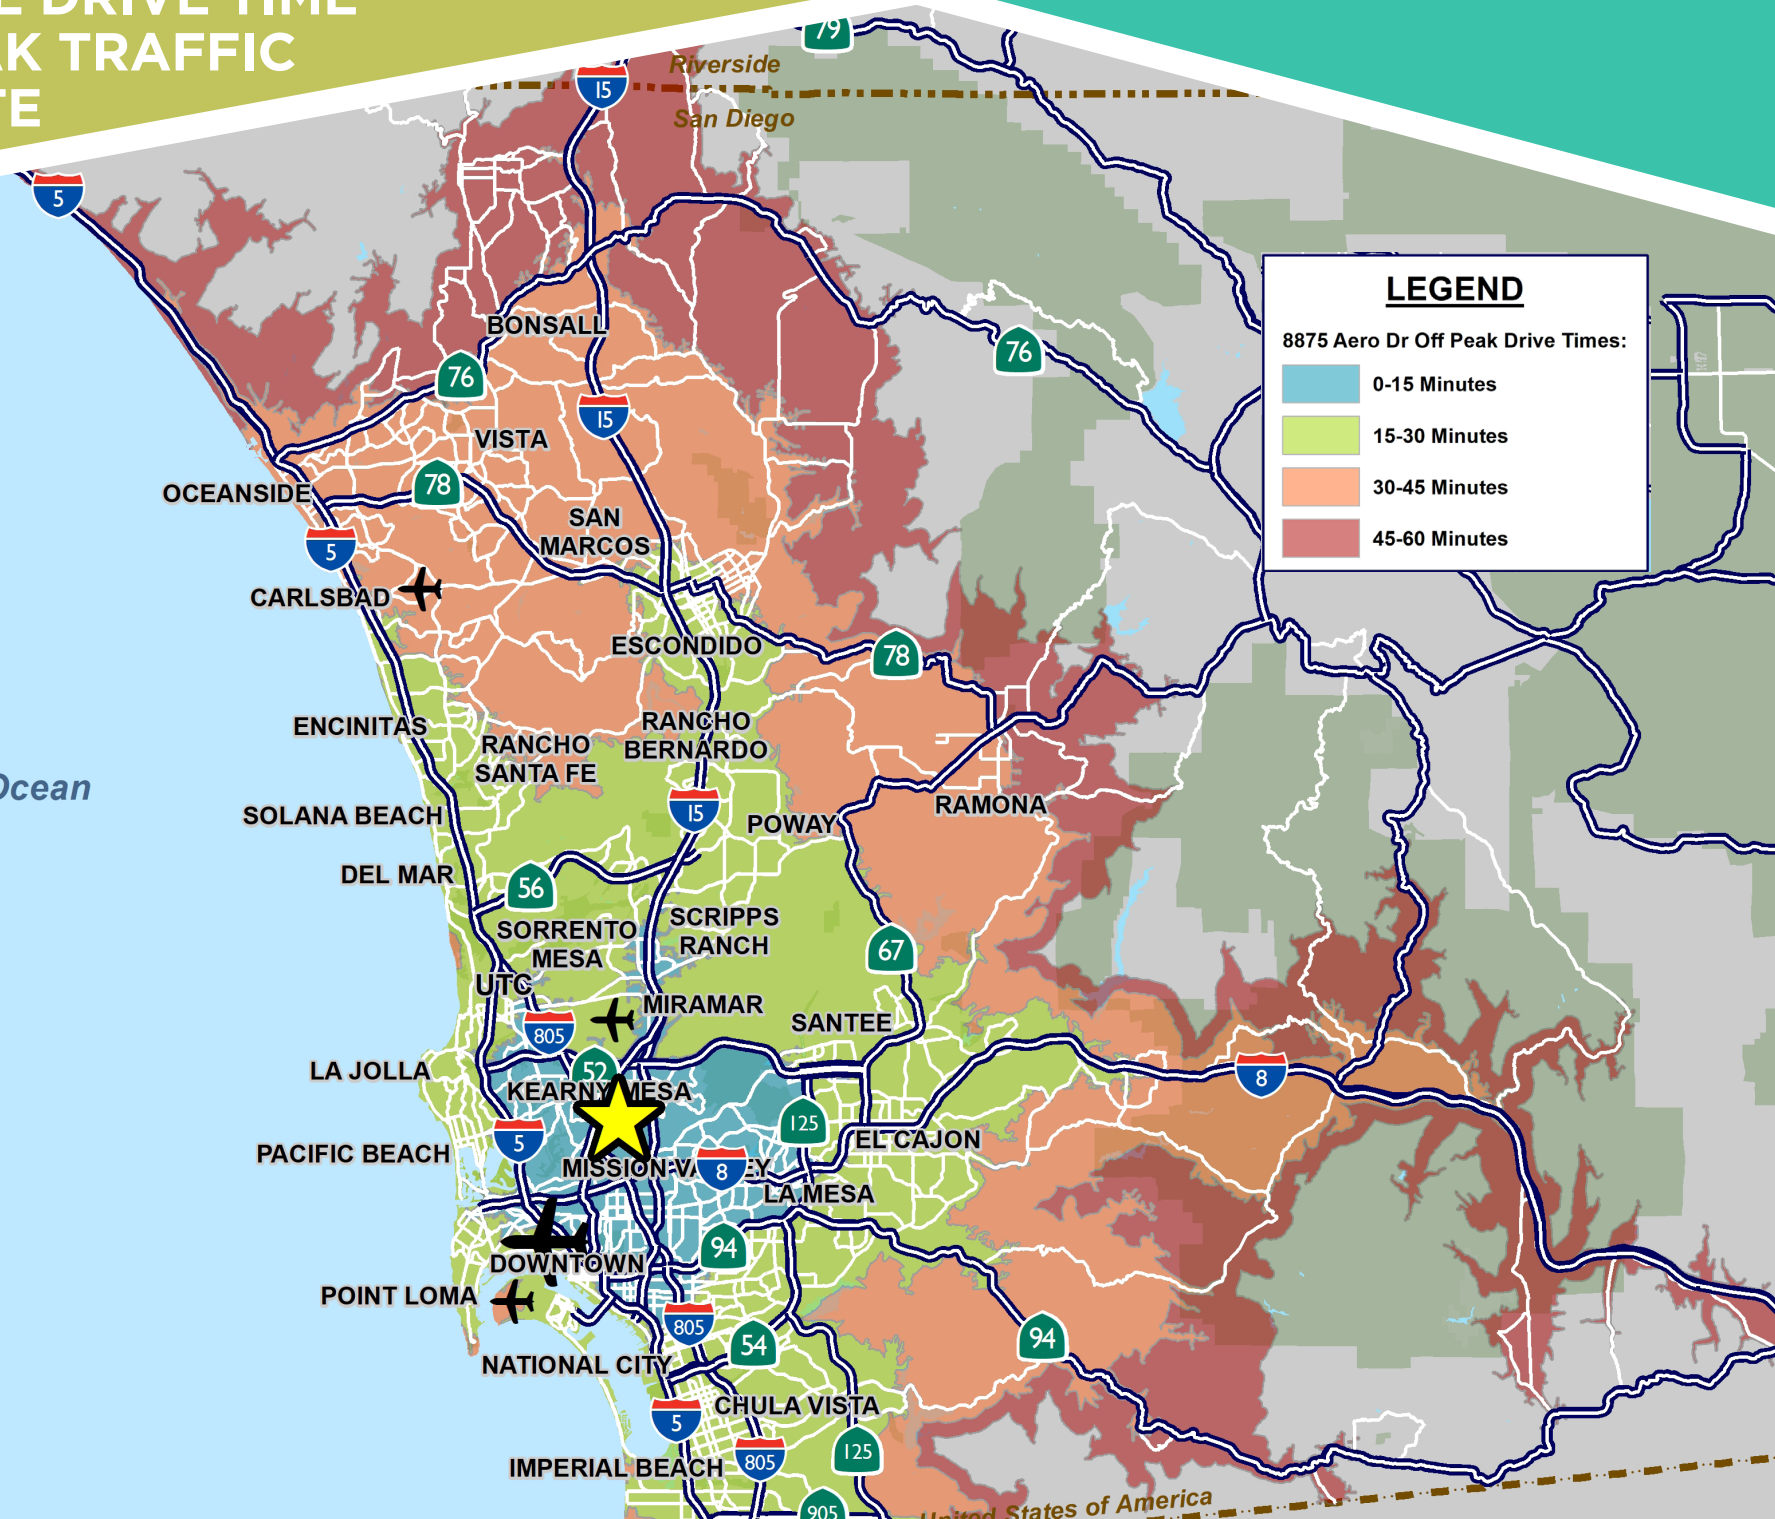 DRIVE TIME
TRAFFIC
79
Riverside
15
San Diego
5
LEGEND
8875 Aero Dr Off Peak Drive Times:
0-15 Minutes
15-30 Minutes
30-45 Minutes
45-60 Minutes
BONSALL
76
76
15
VISTA
78
OCEANSIDE
SAN
MARCOS
5
CARLSBAD
ESCONDIDO
78
ENCINITAS
RANCHO
BERNARDO
RANCHO
SANTA FE
Ocean
SOLANA BEACH
15
POWAY
RAMONA
DEL MAR
56
SCRIPPS
RANCH
SORRENTO
MESA
67
UTC
MIRAMAR
805
SANTEE
LA JOLLA
52
8
KEARNY MESA
125
5
EL CAJON
PACIFIC BEACH
MISSION VALLEY
8
LA MESA
94
DOWNTOWN
POINT LOMA
805
54
94
NATIONAL CITY
CHULA VISTA
5
125
805
IMPERIAL BEACH
905
United States of America